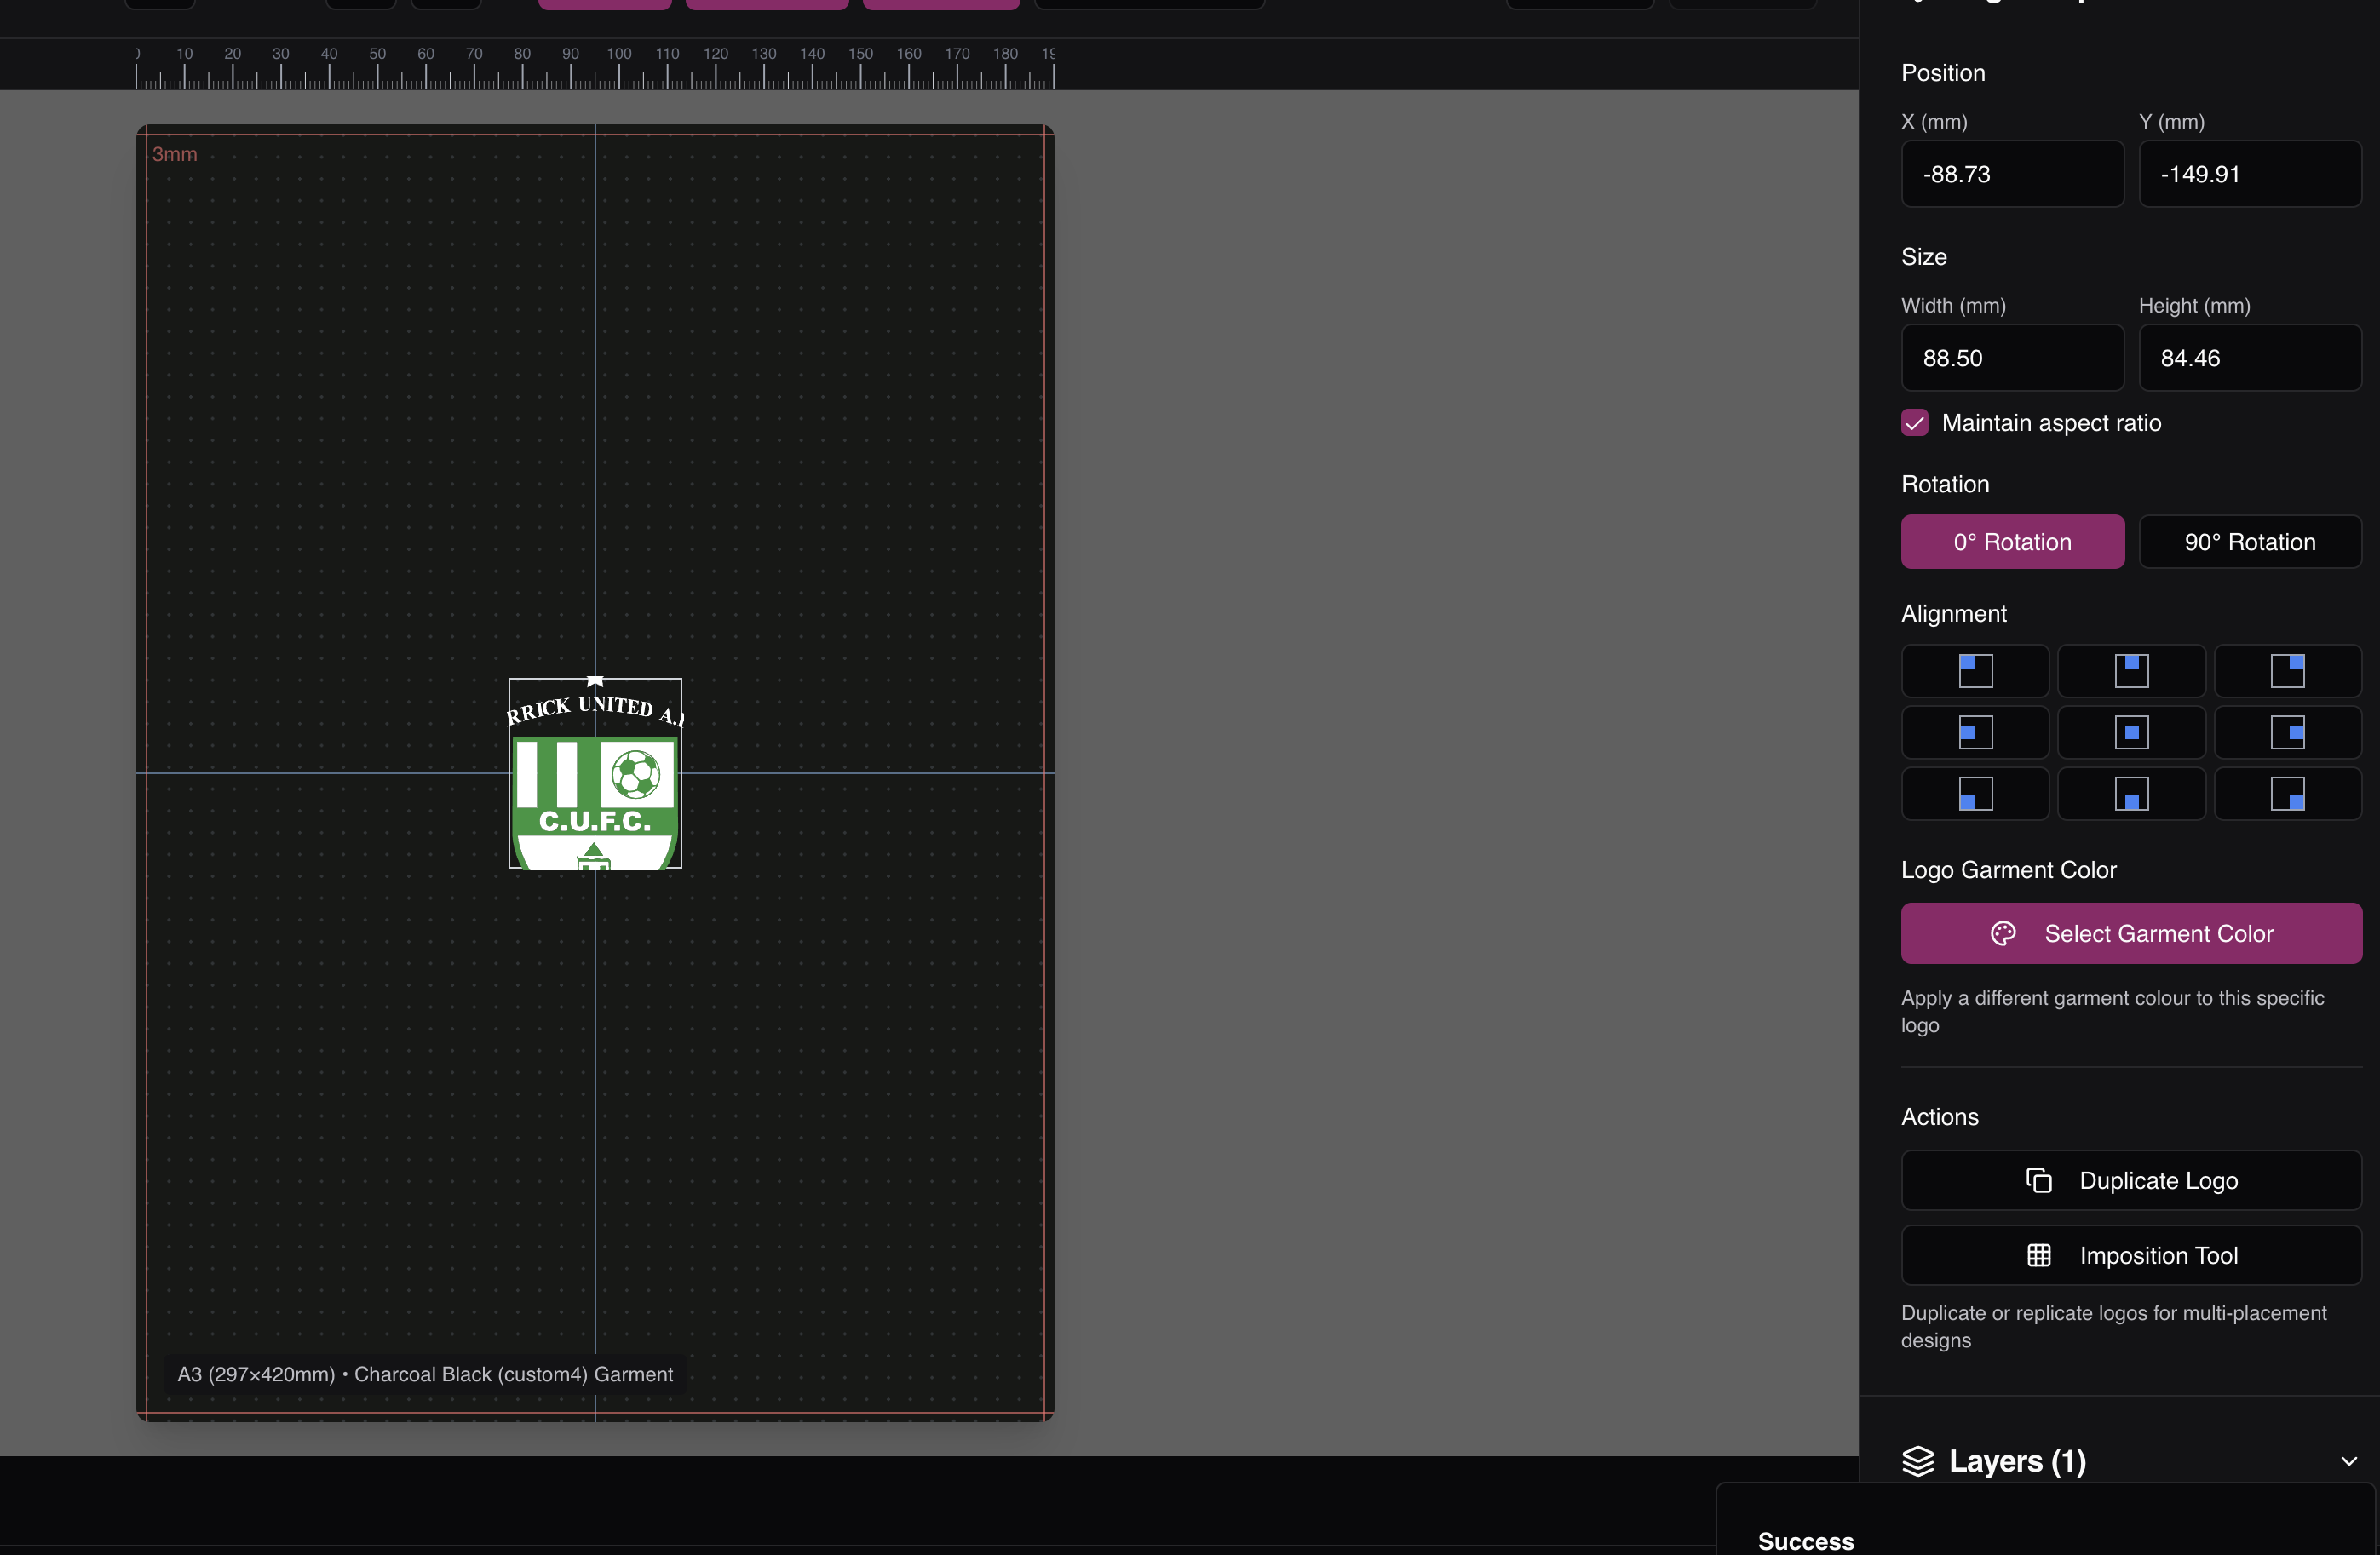 0 10 20 30 40 50 60 70 80 90 100 110 120 130 140 150 160 170 180
3mm
RRICK UNITED A.
C.U.F.C.
A3 (297×420mm) • Charcoal Black (custom4) Garment
Position
X (mm) Y (mm)
-88.73 -149.91
Size
Width (mm) Height (mm)
88.50 84.46
Maintain aspect ratio
Rotation
0° Rotation 90° Rotation
Alignment
Logo Garment Color
Select Garment Color
Apply a different garment colour to this specific
logo
Actions
Duplicate Logo
Imposition Tool
Duplicate or replicate logos for multi-placement
designs
Layers (1)
Success